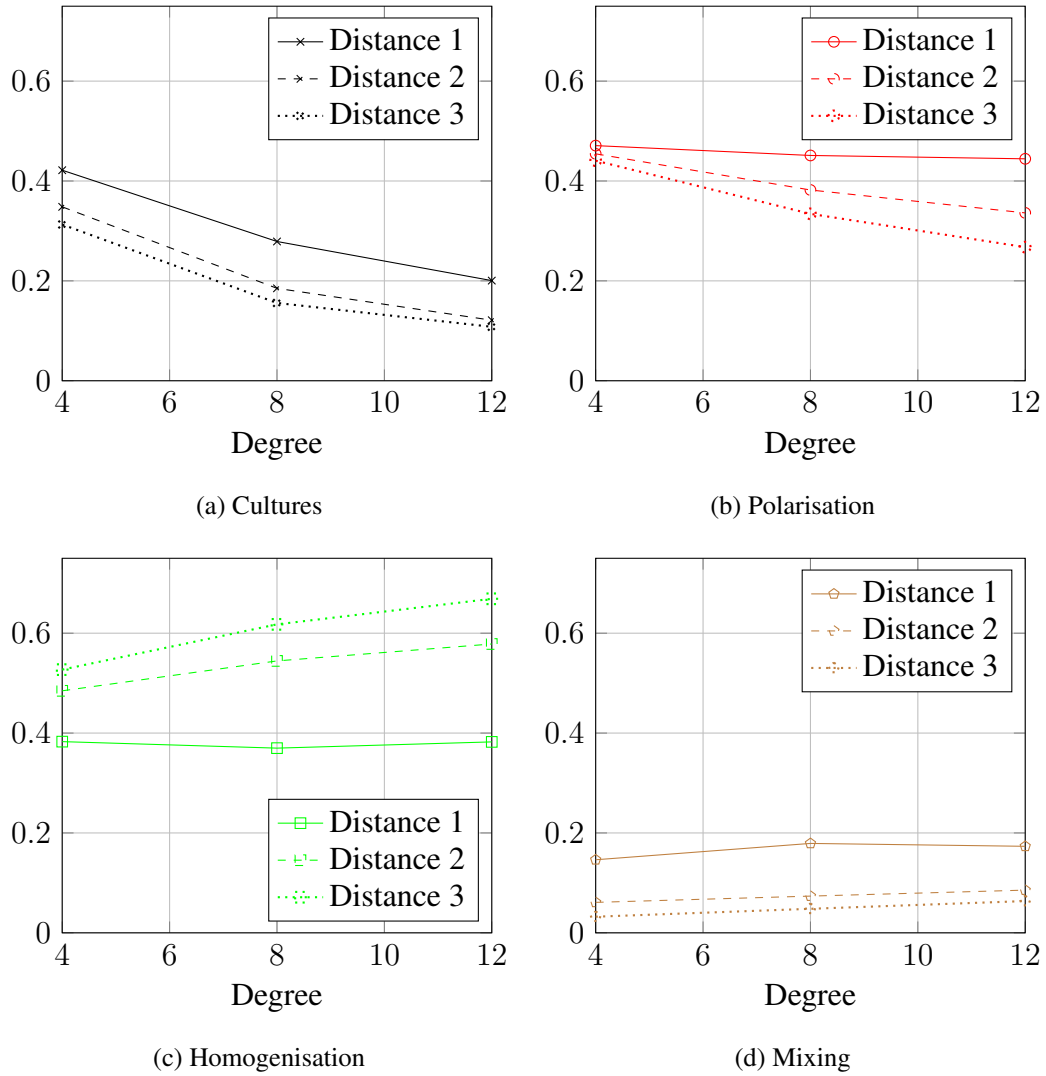 Distance 1
Distance 2
Distance 3
0.6
0.4
0.2
0
4 6 8 10 12
Degree
(a) Cultures
Distance 1
Distance 2
Distance 3
0.6
0.4
0.2
0
4 6 8 10 12
Degree
(b) Polarisation
0.6
0.4
0.2
0
Distance 1
Distance 2
Distance 3
4 6 8 10 12
Degree
(c) Homogenisation
Distance 1
Distance 2
Distance 3
0.6
0.4
0.2
0
4 6 8 10 12
Degree
(d) Mixing